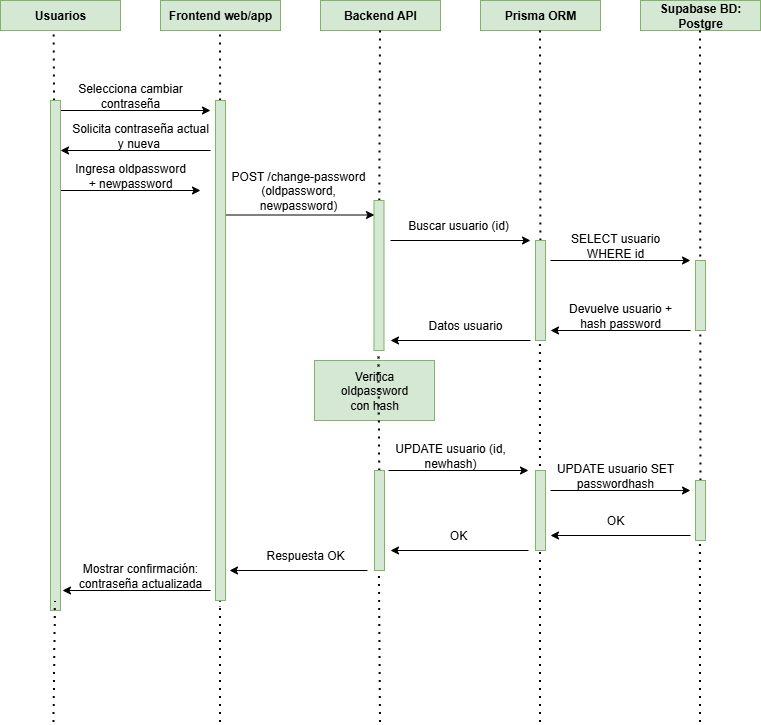 Usuarios
Frontend web/app
Backend API
Prisma ORM
Supabase BD:
Postgre
Selecciona cambiar
contraseña
Solicita contraseña actual
y nueva
Ingresa oldpassword
+ newpassword
POST /change-password
(oldpassword,
newpassword)
Buscar usuario (id)
SELECT usuario
WHERE id
Devuelve usuario +
hash password
Datos usuario
Verifica
oldpassword
con hash
UPDATE usuario (id,
newhash)
UPDATE usuario SET
passwordhash
OK
OK
Respuesta OK
Mostrar confirmación:
contraseña actualizada